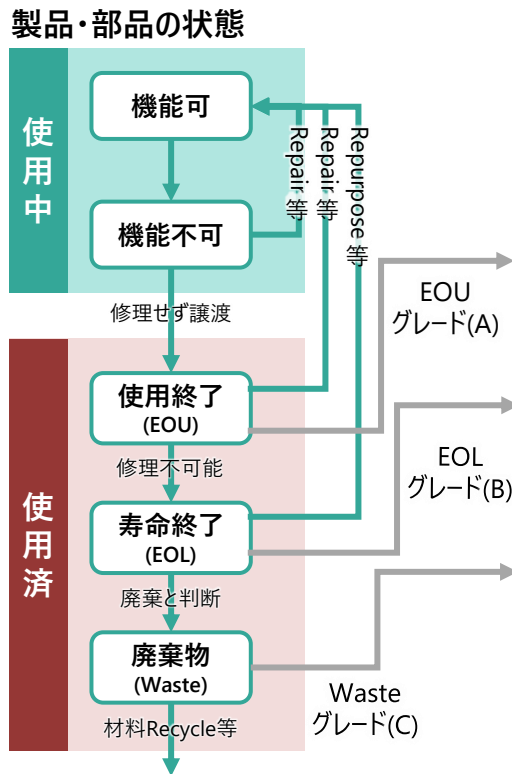 製品・部品の状態
使用中
機能可
機能不可
Repair 等
Repair 等
Repurpose 等
修理せず譲渡
EOU
グレード(A)
使用済
使用終了
(EOU)
修理不可能
EOL
グレード(B)
寿命終了
(EOL)
廃棄と判断
廃棄物
(Waste)
Waste
グレード(C)
材料Recycle等